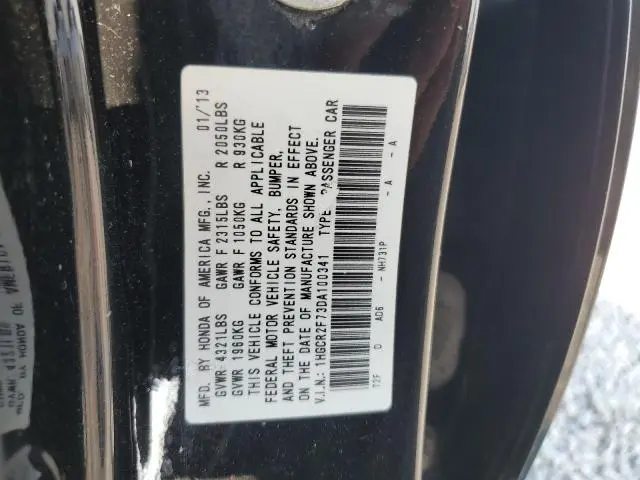 MFD. BY HONDA OF AMERICA MFG., INC. 01/'13
GVWR 4321LBS GAWR F 2315LBS R 2050LBS
GVWR 1960KG GAWR F 1050KG R 930KG
THIS VEHICLE CONFORMS TO ALL APPLICABLE
FEDERAL MOTOR VEHICLE SAFETY, BUMPER,
AND THEFT PREVENTION STANDARDS IN EFFECT
ON THE DATE OF MANUFACTURE SHOWN ABOVE.
V.I.N.: 1HGCR2F73DA100341 TYPE: PASSENGER CAR
T2F D AD6 NH731P A - A